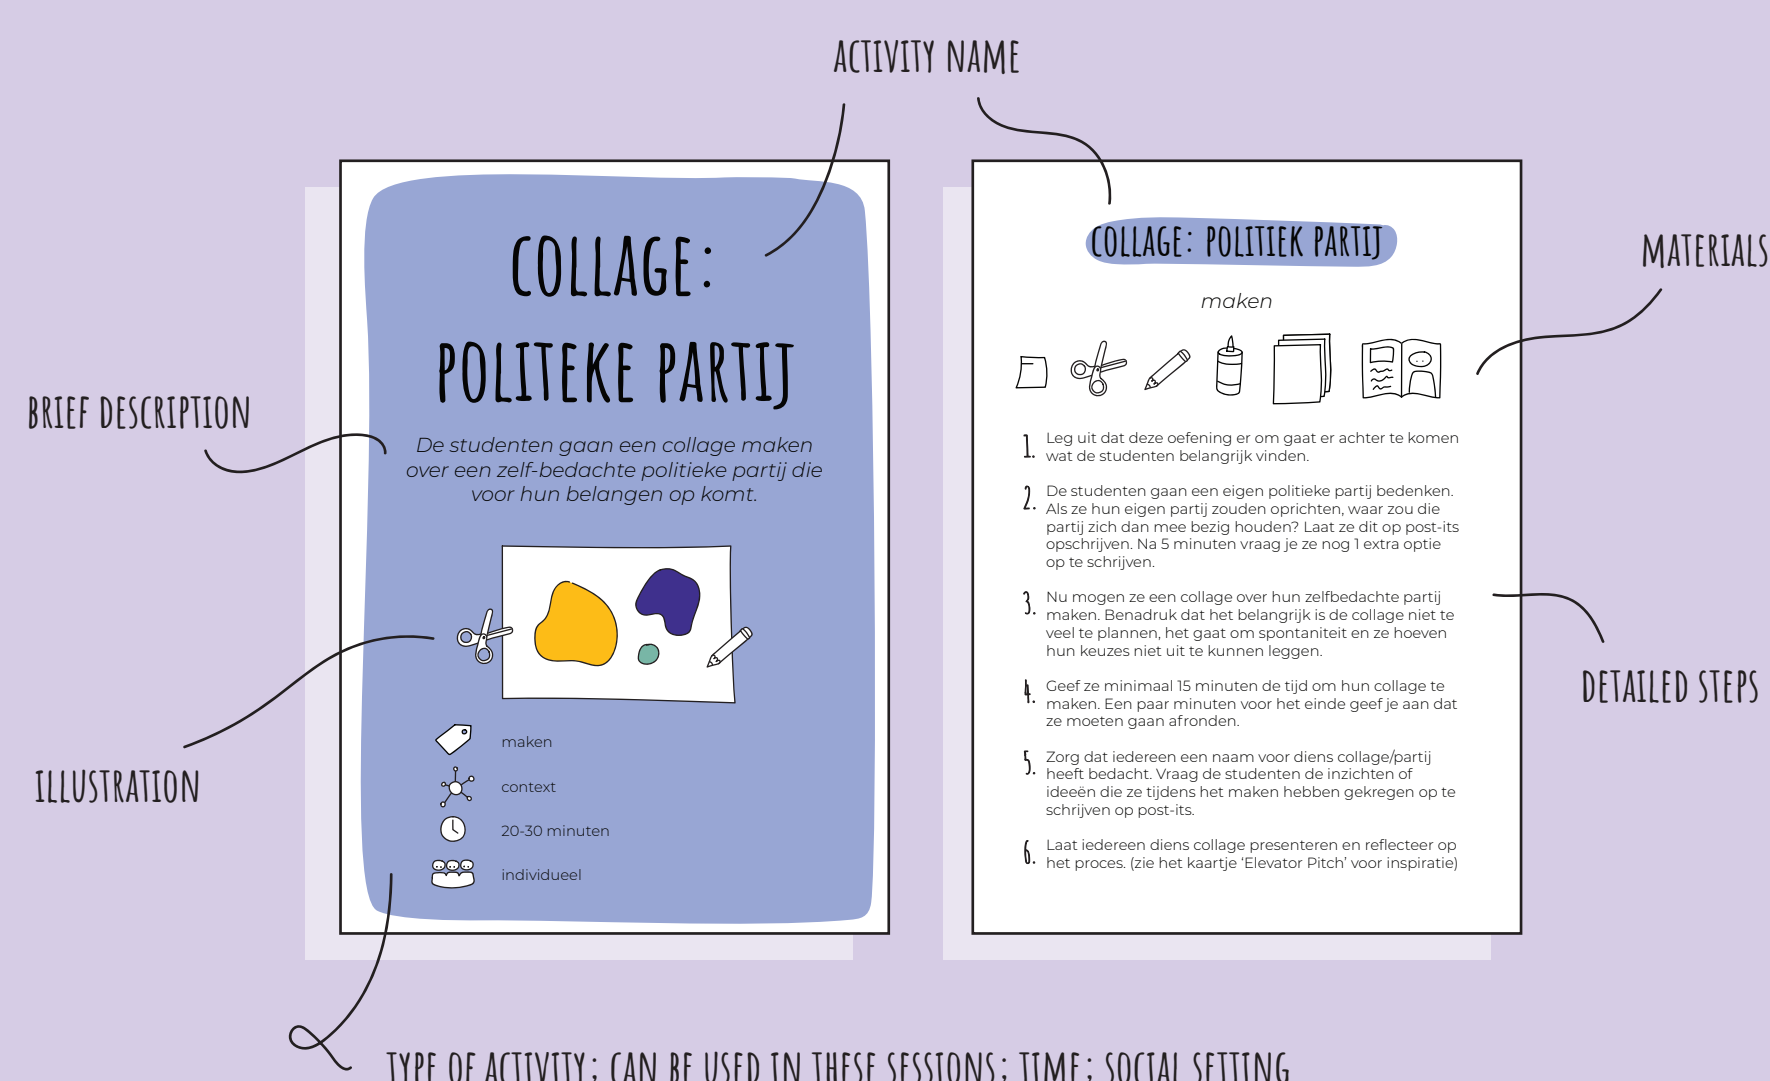 ACTIVITY NAME
COLLAGE:
POLITEKE PARTIJ
De studenten gaan een collage maken
over een zelf-bedachte politieke partij die
voor hun belangen op komt.
maken
context
20-30 minuten
individueel
BRIEF DESCRIPTION
ILLUSTRATION
COLLAGE: POLITIEK PARTIJ
maken
1. Leg uit dat deze oefening er om gaat er achter te komen
wat de studenten belangrijk vinden.
2. De studenten gaan een eigen politieke partij bedenken.
Als ze hun eigen partij zouden oprichten, waar zou die
partij zich dan mee bezig houden? Laat ze dit op post-its
opschrijven. Na 5 minuten vraag je ze nog 1 extra optie
op te schrijven.
3. Nu mogen ze een collage over hun zelfbedachte partij
maken. Benadruk dat het belangrijk is de collage niet te
veel te plannen, het gaat om spontaniteit en ze hoeven
hun keuzes niet uit te kunnen leggen.
4. Geef ze minimaal 15 minuten de tijd om hun collage te
maken. Een paar minuten voor het einde geef je aan dat
ze moeten gaan afronden.
5. Zorg dat iedereen een naam voor diens collage/partij
heeft bedacht. Vraag de studenten de inzichten of
ideeën die ze tijdens het maken hebben gekregen op te
schrijven op post-its.
6. Laat iedereen diens collage presenteren en reflecteer op
het proces. (zie het kaartje ‘Elevator Pitch’ voor inspiratie)
MATERIALS
DETAILED STEPS
TYPE OF ACTIVITY; CAN BE USED IN THESE SESSIONS; TIME; SOCIAL SETTING